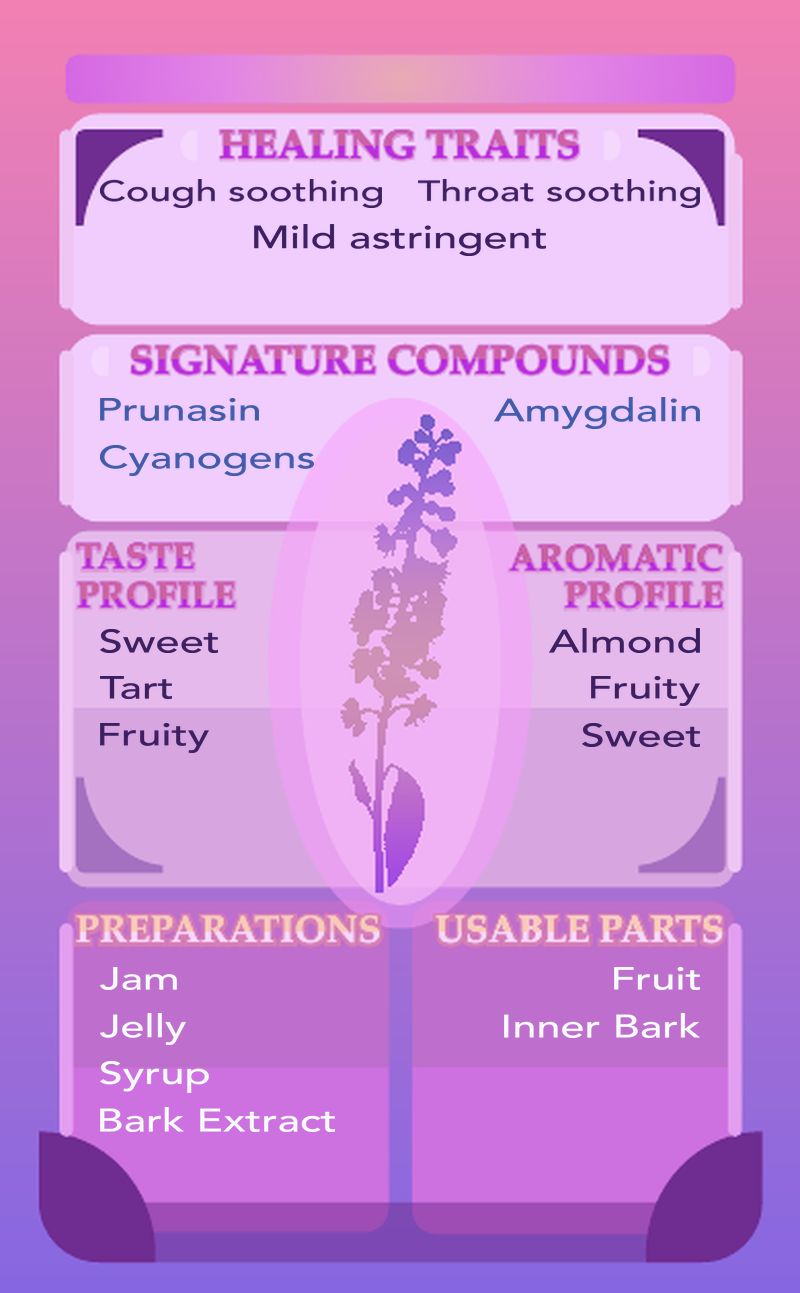 HEALING TRAITS
Cough soothing Throat soothing
Mild astringent
SIGNATURE COMPOUNDS
Prunasin Amygdalin
Cyanogens
TASTE PROFILE
Sweet
Tart
Fruity
AROMATIC PROFILE
Almond
Fruity
Sweet
PREPARATIONS
Jam
Jelly
Syrup
Bark Extract
USABLE PARTS
Fruit
Inner Bark